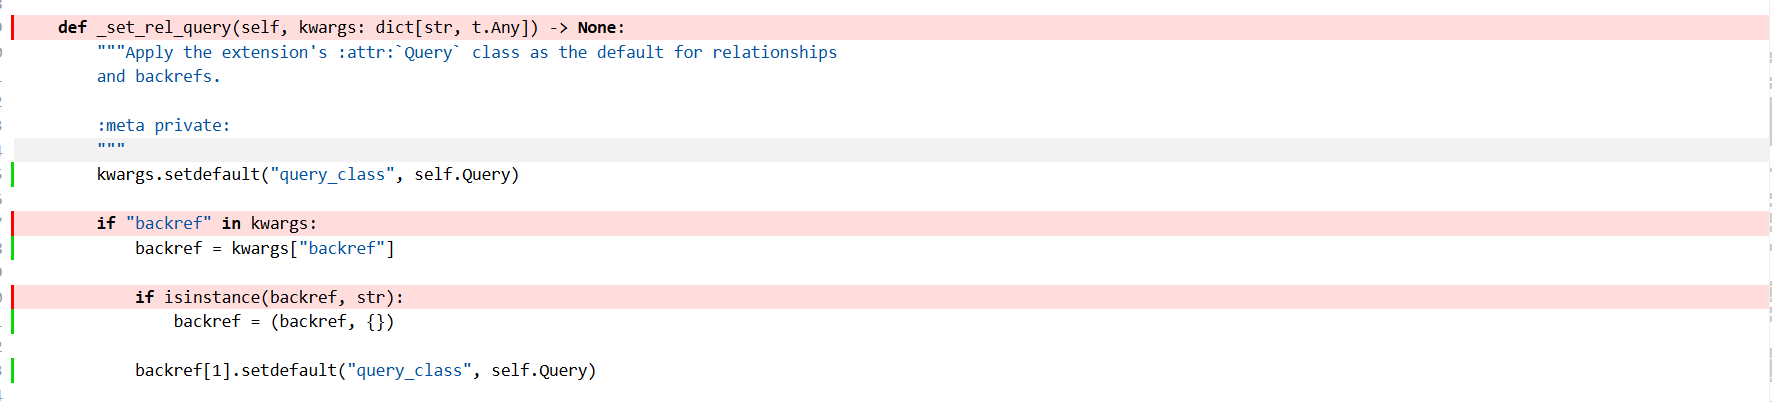 def _set_rel_query(self, kwargs: dict[str, t.Any]) -> None:
"""Apply the extension's :attr:`Query` class as the default for relationships
and backrefs.
:meta private:
"""
kwargs.setdefault("query_class", self.Query)
if "backref" in kwargs:
backref = kwargs["backref"]
if isinstance(backref, str):
backref = (backref, {})
backref[1].setdefault("query_class", self.Query)